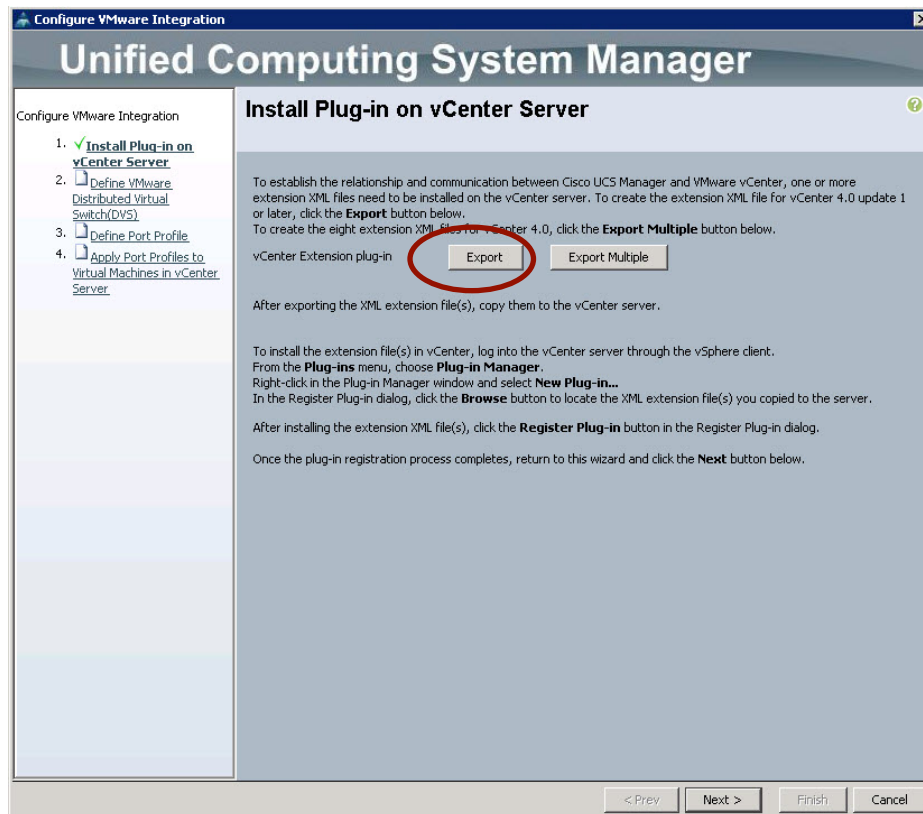 Configure VMware Integration
Unified Computing System Manager
Configure VMware Integration
1. Install Plug-in on
vCenter Server
2. Define VMware
Distributed Virtual
Switch(DVS)
3. Define Port Profile
4. Apply Port Profiles to
Virtual Machines in vCenter
Server
Install Plug-in on vCenter Server
To establish the relationship and communication between Cisco UCS Manager and VMware vCenter, one or more
extension XML files need to be installed on the vCenter server. To create the extension XML file for vCenter 4.0 update 1
or later, click the Export button below.
To create the eight extension XML files for vCenter 4.0, click the Export Multiple button below.
vCenter Extension plug-in Export Export Multiple
After exporting the XML extension file(s), copy them to the vCenter server.
To install the extension file(s) in vCenter, log into the vCenter server through the vSphere client.
From the Plug-ins menu, choose Plug-in Manager.
Right-click in the Plug-in Manager window and select New Plug-in...
In the Register Plug-in dialog, click the Browse button to locate the XML extension file(s) you copied to the server.
After installing the extension XML file(s), click the Register Plug-in button in the Register Plug-in dialog.
Once the plug-in registration process completes, return to this wizard and click the Next button below.
< Prev Next > Finish Cancel